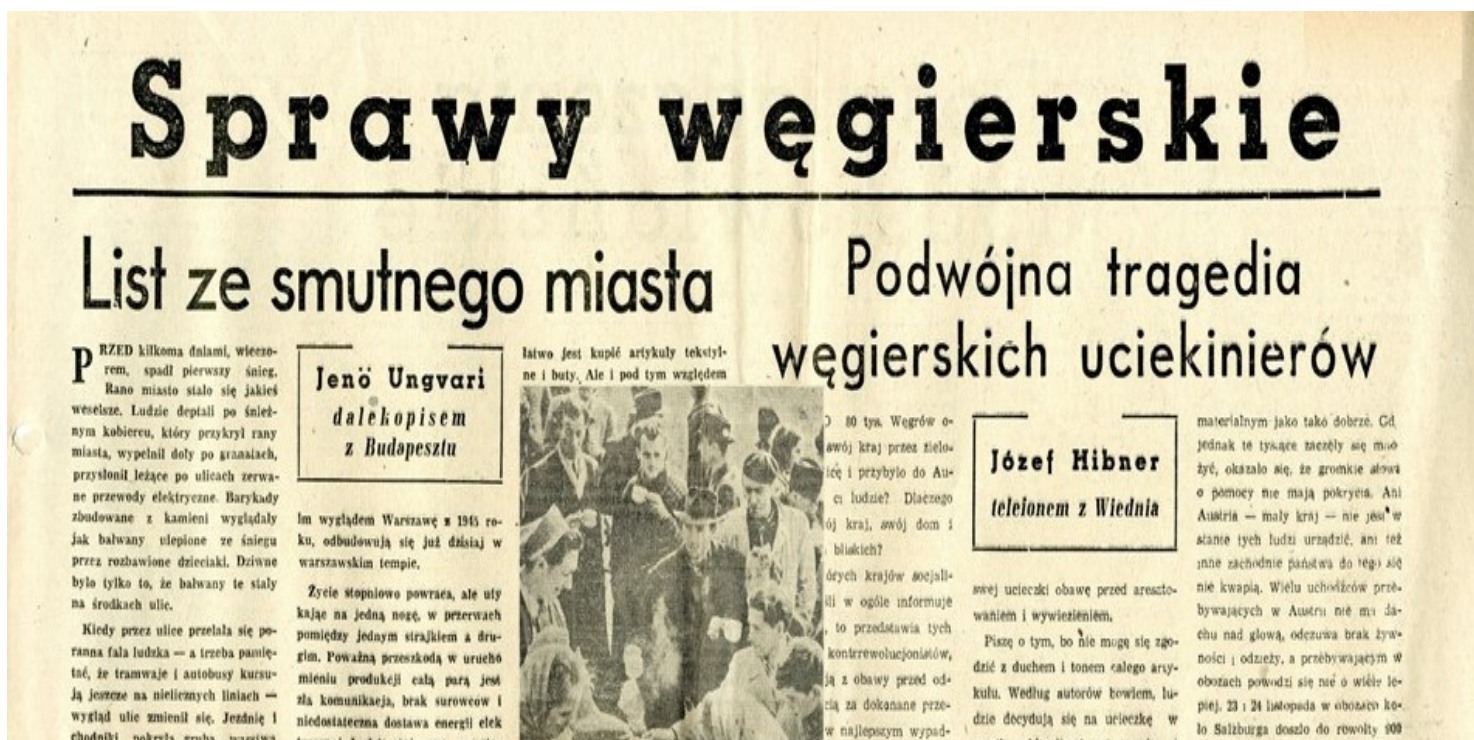 Sprawy węgierskie
List ze smutnego miasta
PRZED kilkoma dniami, wieczo-
rem, spadł pierwszy śnieg.
Rano miasto stało się jakieś
weselsze. Ludzie deptali po śnież-
nym kobiercu, który przykrył rany
miasta, wypełnił doły po granatach,
przysłonił leżące po ulicach zerwa-
ne przewody elektryczne. Barykady
zbudowane z kamieni wyglądały
jak bałwany ulepione ze śniegu
przez rozbawione dzieciaki. Dziwne
było tylko to, że bałwany te stały
na środkach ulic.
Kiedy przez ulice przelała się po-
ranna fala ludzka — a trzeba pamię-
tać, że tramwaje i autobusy kursu-
ją jeszcze na nielicznych liniach —
wygląd ulic zmienił się. Jezdnię i
chodniki pokryła gruba warstwa
Jenö Ungvari
dalekopisem
z Budapesztu
im wyglądem Warszawę z 1945 ro-
ku, odbudowują się już dzisiaj w
warszawskim tempie.
Życie stopniowo powraca, ale uty
kając na jedną nogę, w przerwach
pomiędzy jednym strajkiem a dru-
gim. Poważną przeszkodą w urucho
mieniu produkcji całą parą jest
zła komunikacja, brak surowców i
niedostateczna dostawa energii elek
łatwo jest kupić artykuły tekstyl-
ne i buty. Ale i pod tym względem
Podwójna tragedia
węgierskich uciekinierów
80 tys. Węgrów o-
swój kraj przez zielo-
icę i przybyło do Au-
ci ludzie? Dlaczego
ój kraj, swój dom i
bliskich?
órych krajów socjali-
li w ogóle informuje
, to przedstawia tych
kontrrewolucjonistów,
ją z obawy przed od-
cią za dokonane prze-
w najlepszym wypad-
Józef Hibner
telefonem z Wiednia
swej ucieczki obawę przed areszto-
waniem i wywiezieniem.
Piszę o tym, bo nie mogę się zgo-
dzić z duchem i tonem całego arty-
kułu. Według autorów bowiem, lu-
dzie decydują się na ucieczkę w
materialnym jako tako dobrze. Gd
jednak te tysiące zaczęły się mno
żyć, okazało się, że gromkie słowa
o pomocy nie mają pokrycia. Ani
Austria — mały kraj — nie jest w
stanie tych ludzi urządzić, ani też
inne zachodnie państwa do tego się
nie kwapią. Wielu uchodźców prze-
bywających w Austrii nie ma da-
chu nad głową, odczuwa brak żyw-
ności i odzieży, a przebywającym w
obozach powodzi się nie o wiele le-
piej. 23 i 24 listopada w obozach ko-
ło Salzburga doszło do rewolty 900